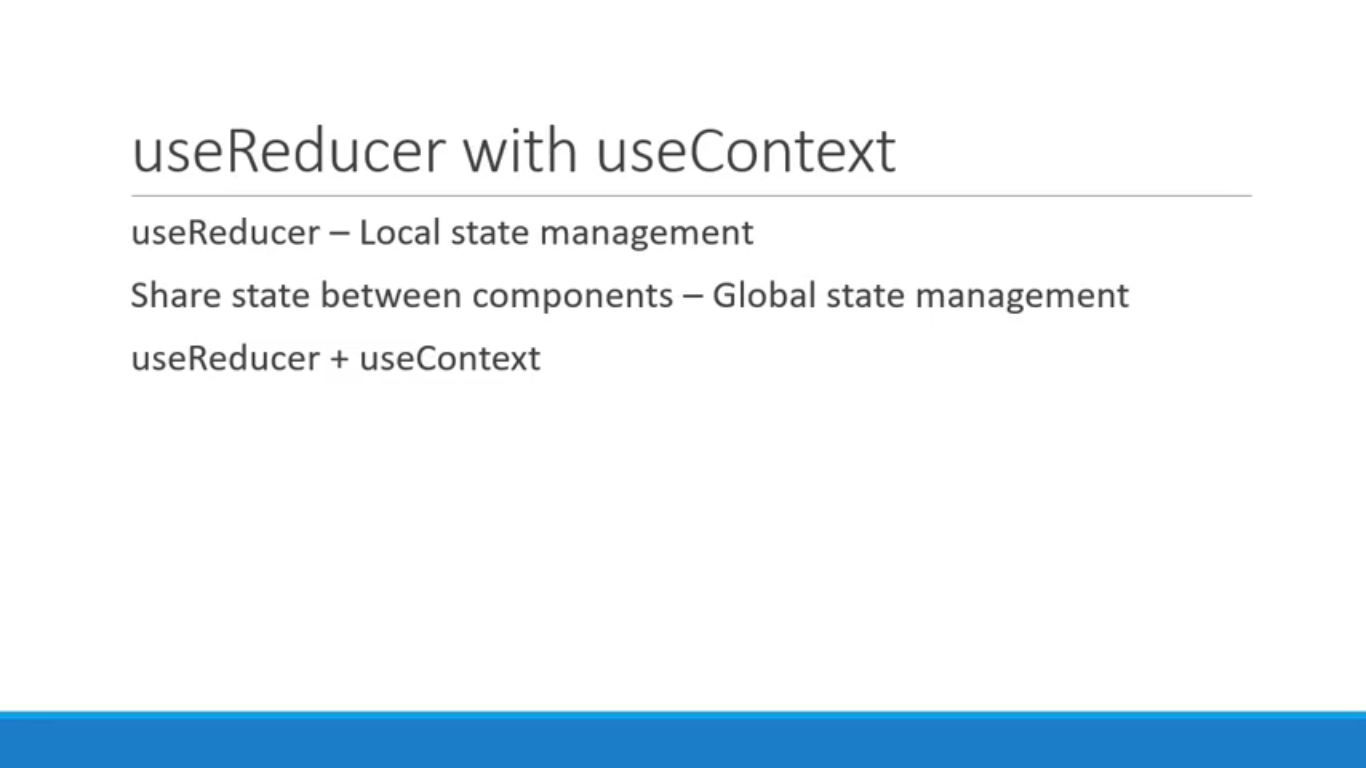 useReducer with useContext
useReducer – Local state management
Share state between components – Global state management
useReducer + useContext